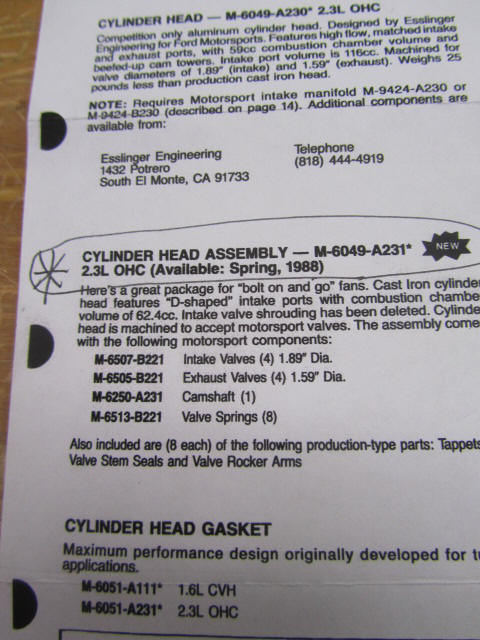 CYLINDER HEAD — M-6049-A230* 2.3L OHC
Competition only aluminum cylinder head. Designed by Esslinger
Engineering for Ford Motorsports. Features high flow, matched intake
and exhaust ports, with 59cc combustion chamber volume and
beefed-up cam towers. Intake port volume is 116cc. Machined for
valve diameters of 1.89" (intake) and 1.59" (exhaust). Weighs 25
pounds less than production cast iron head.
NOTE: Requires Motorsport intake manifold M-9424-A230 or
M-9424-B230 (described on page 14). Additional components are
available from:
Esslinger Engineering
1432 Potrero
South El Monte, CA 91733
Telephone
(818) 444-4919
CYLINDER HEAD ASSEMBLY — M-6049-A231* NEW
2.3L OHC (Available: Spring, 1988)
Here's a great package for "bolt on and go" fans. Cast Iron cylinder
head features "D-shaped" intake ports with combustion chambe
volume of 62.4cc. Intake valve shrouding has been deleted. Cylinde
head is machined to accept motorsport valves. The assembly come
with the following motorsport components:
M-6507-B221 Intake Valves (4) 1.89" Dia.
M-6505-B221 Exhaust Valves (4) 1.59" Dia.
M-6250-A231 Camshaft (1)
M-6513-B221 Valve Springs (8)
Also included are (8 each) of the following production-type parts: Tappets
Valve Stem Seals and Valve Rocker Arms
CYLINDER HEAD GASKET
Maximum performance design originally developed for tu
applications.
M-6051-A111* 1.6L CVH
M-6051-A231* 2.3L OHC